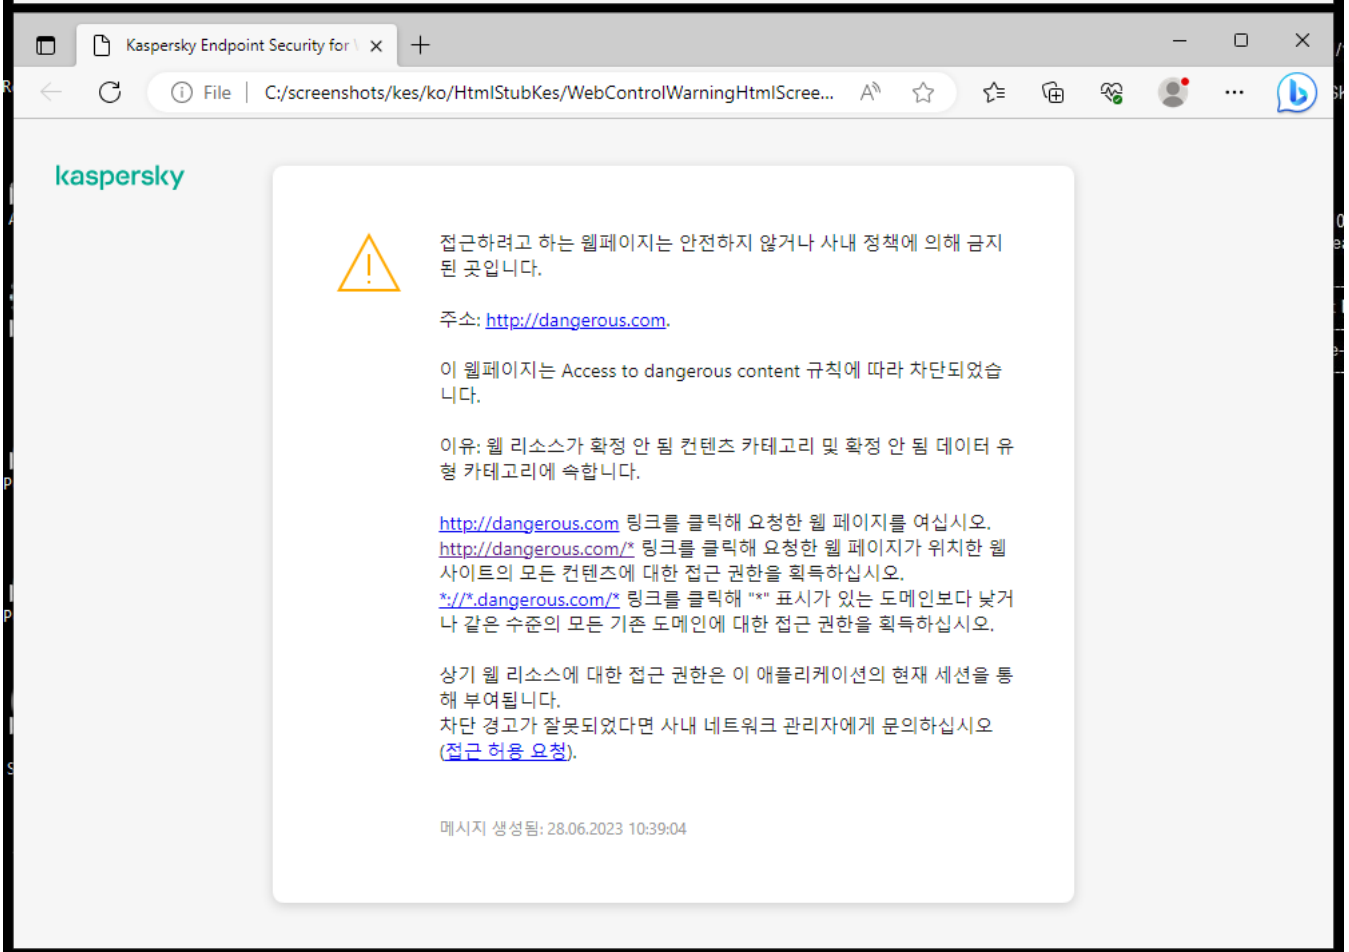 Kaspersky Endpoint Security for
File
C:/screenshots/kes/ko/HtmlStubKes/WebControlWarningHtmlScree...
kaspersky
접근하려고 하는 웹페이지는 안전하지 않거나 사내 정책에 의해 금지
된 곳입니다.
주소: http://dangerous.com.
이 웹페이지는 Access to dangerous content 규칙에 따라 차단되었습
니다.
이유: 웹 리소스가 확정 안 됨 컨텐츠 카테고리 및 확정 안 됨 데이터 유
형 카테고리에 속합니다.
http://dangerous.com 링크를 클릭해 요청한 웹 페이지를 여십시오.
http://dangerous.com/* 링크를 클릭해 요청한 웹 페이지가 위치한 웹
사이트의 모든 컨텐츠에 대한 접근 권한을 획득하십시오.
*://*.dangerous.com/* 링크를 클릭해 "*" 표시가 있는 도메인보다 낮거
나 같은 수준의 모든 기존 도메인에 대한 접근 권한을 획득하십시오.
상기 웹 리소스에 대한 접근 권한은 이 애플리케이션의 현재 세션을 통
해 부여됩니다.
차단 경고가 잘못되었다면 사내 네트워크 관리자에게 문의하십시오
(접근 허용 요청).
메시지 생성됨: 28.06.2023 10:39:04